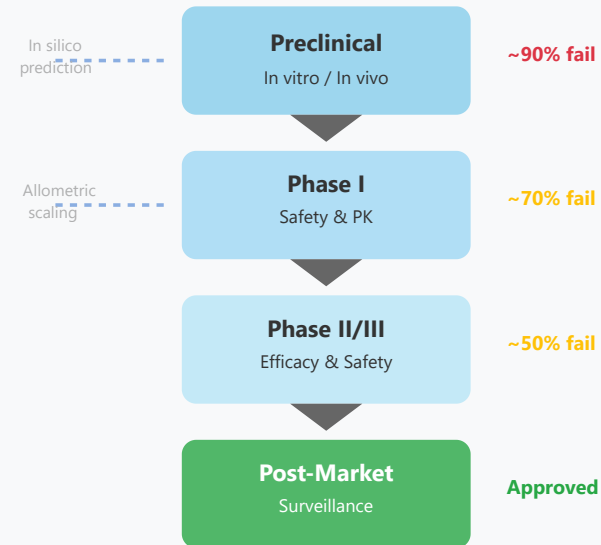 In silico
prediction
Preclinical
In vitro / In vivo
~90% fail
Allometric
scaling
Phase I
Safety & PK
~70% fail
Phase II/III
Efficacy & Safety
~50% fail
Post-Market
Surveillance
Approved